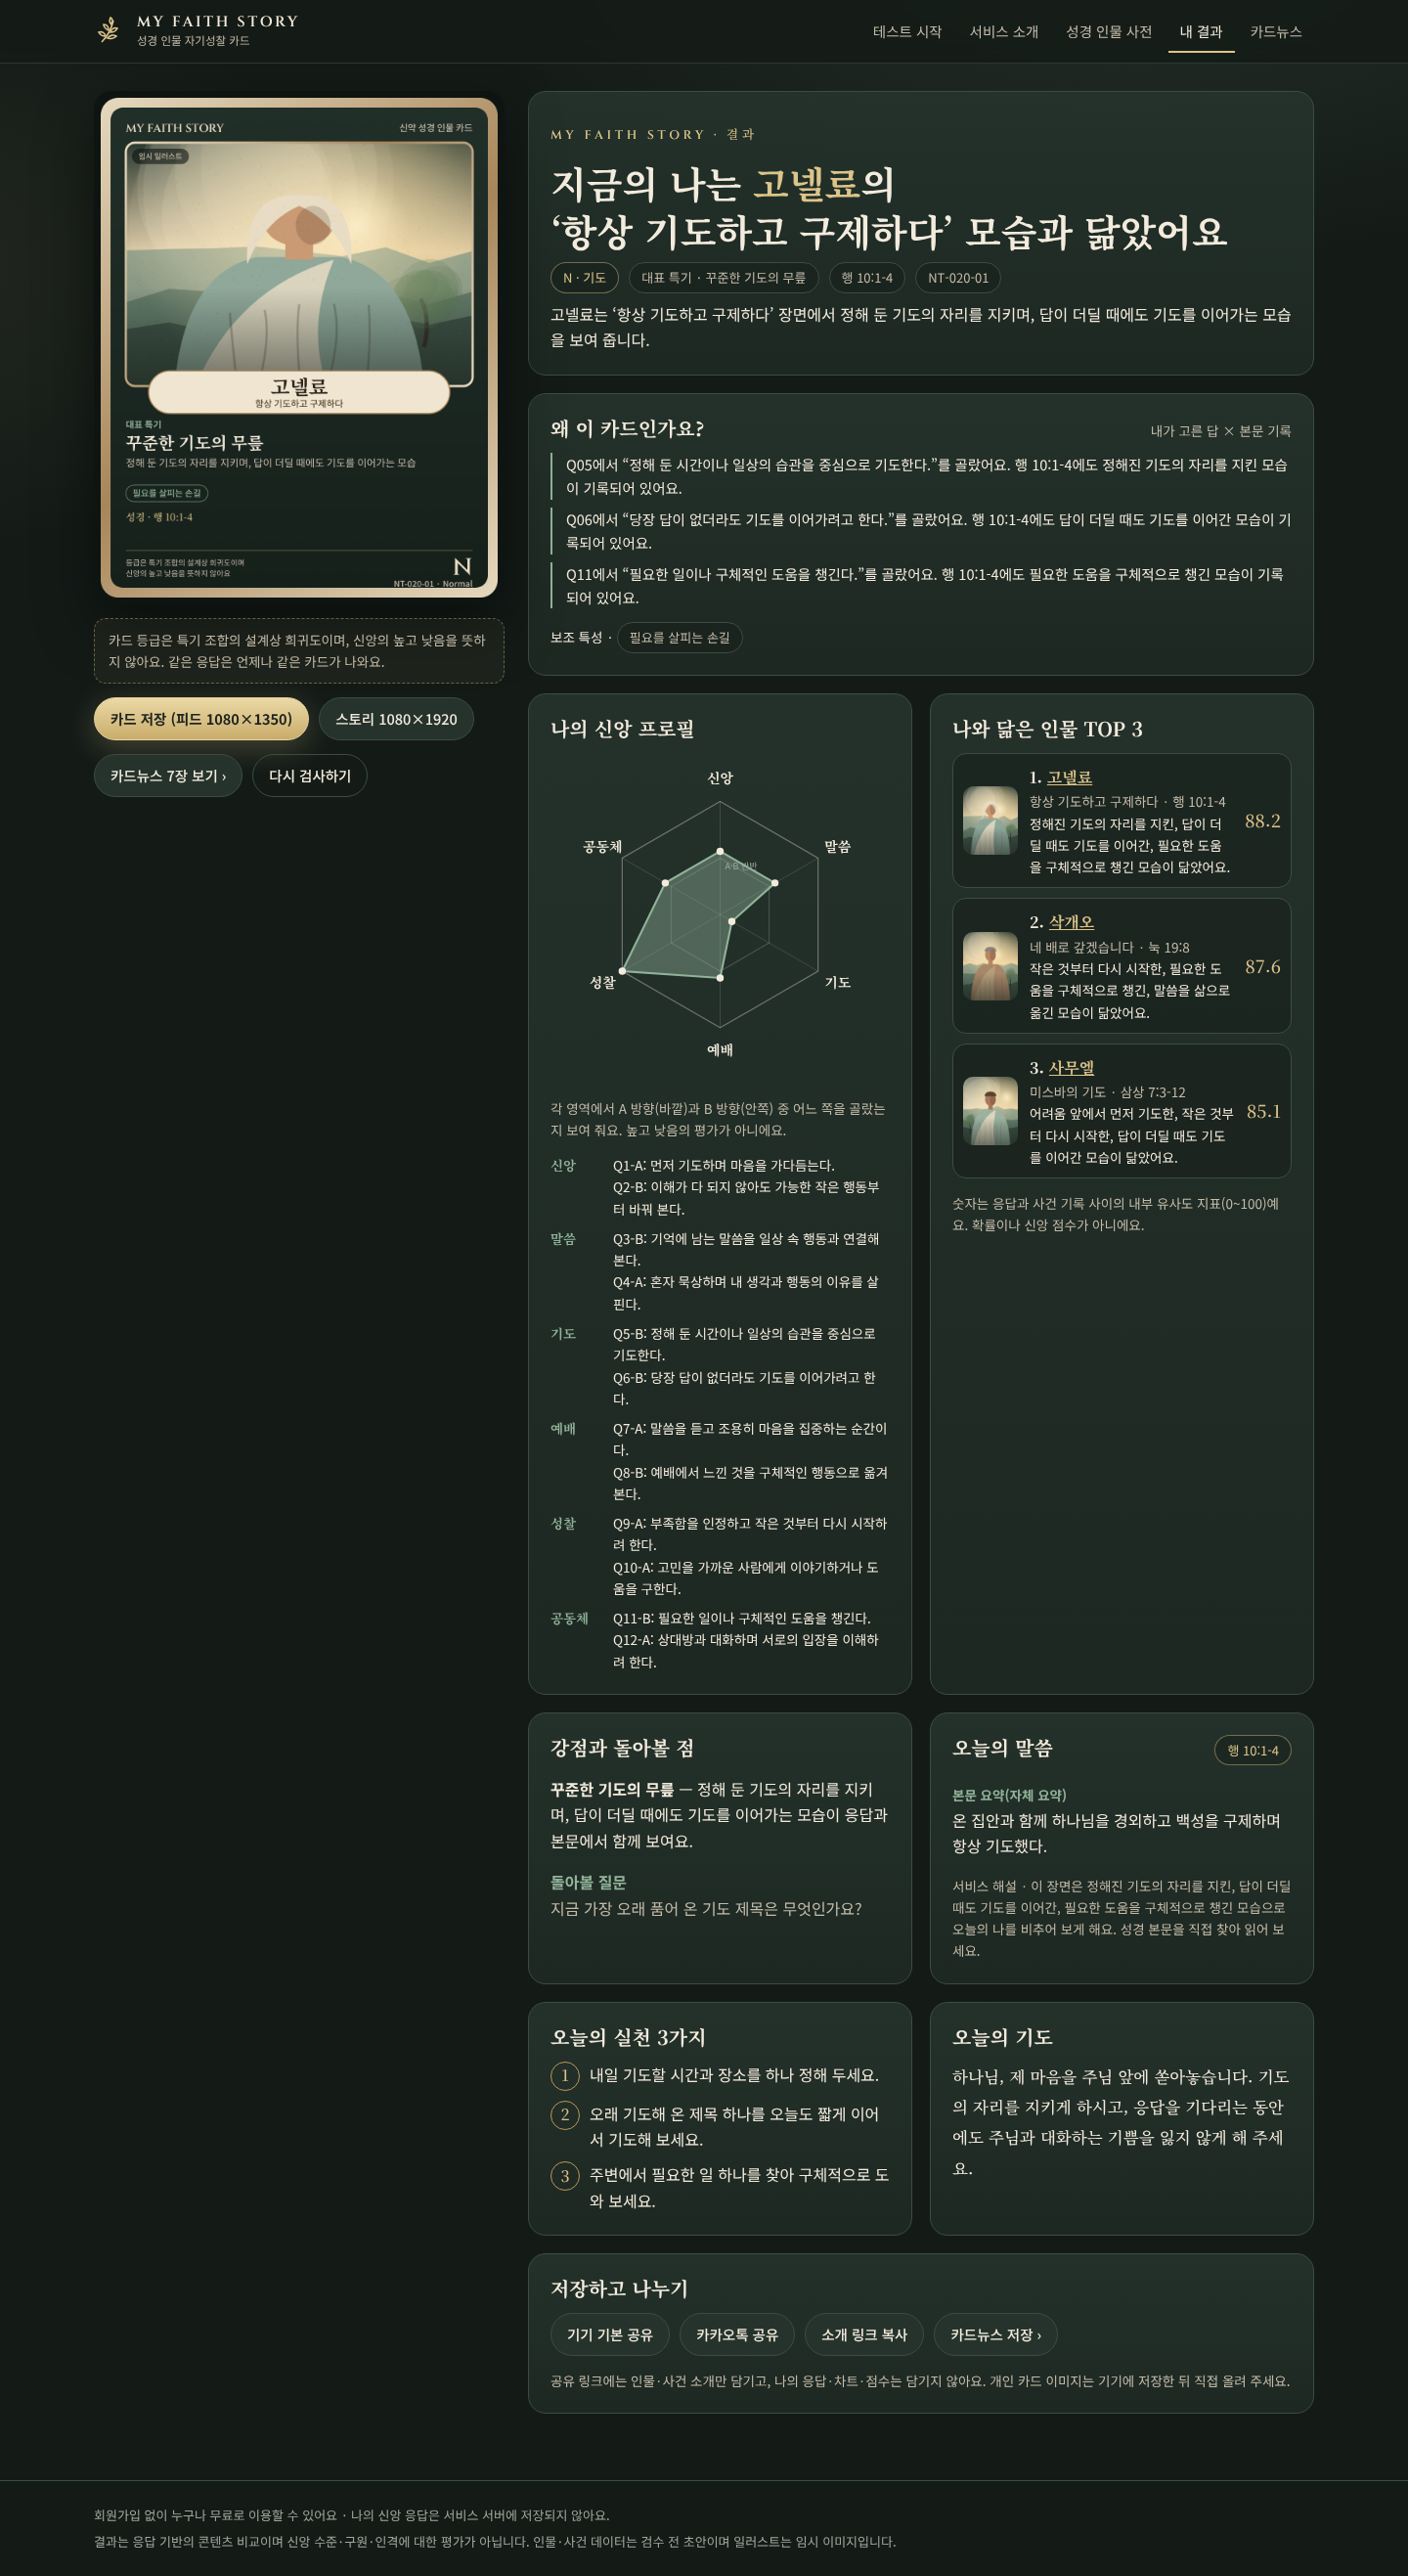 MY FAITH STORY
성경 인물 자기성찰 카드
테스트 시작
서비스 소개
성경 인물 사전
내 결과
카드뉴스
MY FAITH STORY
신약 성경 인물 카드
임시 일러스트
고넬료
항상 기도하고 구제하다
대표 특기
꾸준한 기도의 무릎
정해 둔 기도의 자리를 지키며, 답이 더딜 때에도 기도를 이어가는 모습
필요를 살피는 손길
성경 · 행 10:1-4
등급은 특기 조합의 설계상 희귀도이며
신앙의 높고 낮음을 뜻하지 않아요
N
NT-020-01 · Normal
카드 등급은 특기 조합의 설계상 희귀도이며, 신앙의 높고 낮음을 뜻하
지 않아요. 같은 응답은 언제나 같은 카드가 나와요.
카드 저장 (피드 1080×1350)
스토리 1080×1920
카드뉴스 7장 보기 ›
다시 검사하기
MY FAITH STORY · 결과
지금의 나는 고넬료의
‘항상 기도하고 구제하다’ 모습과 닮았어요
N · 기도
대표 특기 · 꾸준한 기도의 무릎
행 10:1-4
NT-020-01
고넬료는 ‘항상 기도하고 구제하다’ 장면에서 정해 둔 기도의 자리를 지키며, 답이 더딜 때에도 기도를 이어가는 모습
을 보여 줍니다.
왜 이 카드인가요?
내가 고른 답 × 본문 기록
Q05에서 “정해 둔 시간이나 일상의 습관을 중심으로 기도한다.”를 골랐어요. 행 10:1-4에도 정해진 기도의 자리를 지킨 모습
이 기록되어 있어요.
Q06에서 “당장 답이 없더라도 기도를 이어가려고 한다.”를 골랐어요. 행 10:1-4에도 답이 더딜 때도 기도를 이어간 모습이 기
록되어 있어요.
Q11에서 “필요한 일이나 구체적인 도움을 챙긴다.”를 골랐어요. 행 10:1-4에도 필요한 도움을 구체적으로 챙긴 모습이 기록
되어 있어요.
보조 특성 · 필요를 살피는 손길
나의 신앙 프로필
신앙
말씀
기도
예배
성찰
공동체
A·B 절반
각 영역에서 A 방향(바깥)과 B 방향(안쪽) 중 어느 쪽을 골랐는
지 보여 줘요. 높고 낮음의 평가가 아니에요.
신앙
Q1-A: 먼저 기도하며 마음을 가다듬는다.
Q2-B: 이해가 다 되지 않아도 가능한 작은 행동부
터 바꿔 본다.
말씀
Q3-B: 기억에 남는 말씀을 일상 속 행동과 연결해
본다.
Q4-A: 혼자 묵상하며 내 생각과 행동의 이유를 살
핀다.
기도
Q5-B: 정해 둔 시간이나 일상의 습관을 중심으로
기도한다.
Q6-B: 당장 답이 없더라도 기도를 이어가려고 한
다.
예배
Q7-A: 말씀을 듣고 조용히 마음을 집중하는 순간이
다.
Q8-B: 예배에서 느낀 것을 구체적인 행동으로 옮겨
본다.
성찰
Q9-A: 부족함을 인정하고 작은 것부터 다시 시작하
려 한다.
Q10-A: 고민을 가까운 사람에게 이야기하거나 도
움을 구한다.
공동체
Q11-B: 필요한 일이나 구체적인 도움을 챙긴다.
Q12-A: 상대방과 대화하며 서로의 입장을 이해하
려 한다.
나와 닮은 인물 TOP 3
1. 고넬료
항상 기도하고 구제하다 · 행 10:1-4
정해진 기도의 자리를 지킨, 답이 더
딜 때도 기도를 이어간, 필요한 도움
을 구체적으로 챙긴 모습이 닮았어요.
88.2
2. 삭개오
네 배로 갚겠습니다 · 눅 19:8
작은 것부터 다시 시작한, 필요한 도
움을 구체적으로 챙긴, 말씀을 삶으로
옮긴 모습이 닮았어요.
87.6
3. 사무엘
미스바의 기도 · 삼상 7:3-12
어려움 앞에서 먼저 기도한, 작은 것부
터 다시 시작한, 답이 더딜 때도 기도
를 이어간 모습이 닮았어요.
85.1
숫자는 응답과 사건 기록 사이의 내부 유사도 지표(0~100)예
요. 확률이나 신앙 점수가 아니에요.
강점과 돌아볼 점
꾸준한 기도의 무릎 — 정해 둔 기도의 자리를 지키
며, 답이 더딜 때에도 기도를 이어가는 모습이 응답과
본문에서 함께 보여요.
돌아볼 질문
지금 가장 오래 품어 온 기도 제목은 무엇인가요?
오늘의 말씀
행 10:1-4
본문 요약(자체 요약)
온 집안과 함께 하나님을 경외하고 백성을 구제하며
항상 기도했다.
서비스 해설 · 이 장면은 정해진 기도의 자리를 지킨, 답이 더딜
때도 기도를 이어간, 필요한 도움을 구체적으로 챙긴 모습으로
오늘의 나를 비추어 보게 해요. 성경 본문을 직접 찾아 읽어 보
세요.
오늘의 실천 3가지
1 내일 기도할 시간과 장소를 하나 정해 두세요.
2 오래 기도해 온 제목 하나를 오늘도 짧게 이어
서 기도해 보세요.
3 주변에서 필요한 일 하나를 찾아 구체적으로 도
와 보세요.
오늘의 기도
하나님, 제 마음을 주님 앞에 쏟아놓습니다. 기도
의 자리를 지키게 하시고, 응답을 기다리는 동안
에도 주님과 대화하는 기쁨을 잃지 않게 해 주세
요.
저장하고 나누기
기기 기본 공유
카카오톡 공유
소개 링크 복사
카드뉴스 저장 ›
공유 링크에는 인물·사건 소개만 담기고, 나의 응답·차트·점수는 담기지 않아요. 개인 카드 이미지는 기기에 저장한 뒤 직접 올려 주세요.
회원가입 없이 누구나 무료로 이용할 수 있어요 · 나의 신앙 응답은 서비스 서버에 저장되지 않아요.
결과는 응답 기반의 콘텐츠 비교이며 신앙 수준·구원·인격에 대한 평가가 아닙니다. 인물·사건 데이터는 검수 전 초안이며 일러스트는 임시 이미지입니다.